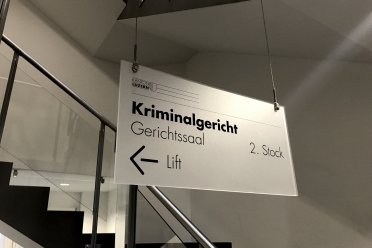 Kriminalgericht
Gerichtssaal
2. Stock
Lift